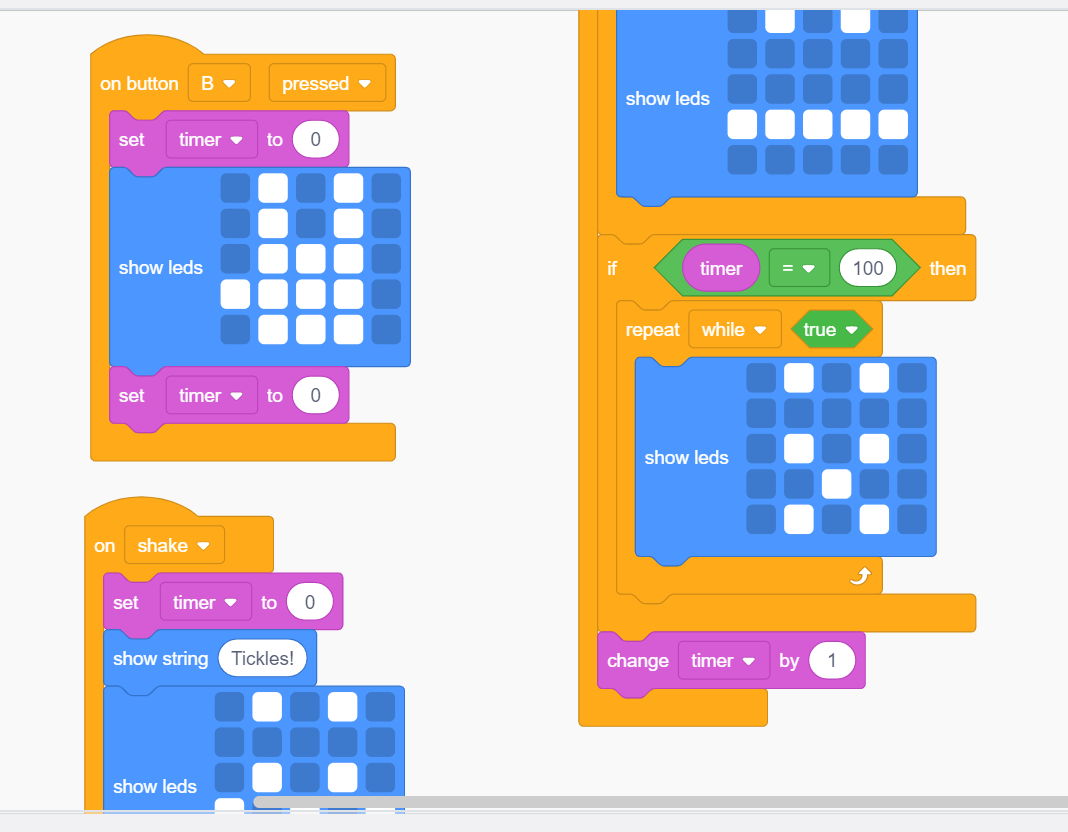 on button B pressed
set timer to 0
show leds
set timer to 0
on shake
set timer to 0
show string Tickles!
show leds
show leds
if timer = 100 then
repeat while true
show leds
change timer by 1